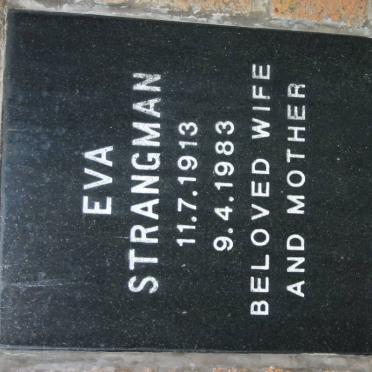 EVA
STRANGMAN
11.7.1913
9.4.1983
BELOVED WIFE
AND MOTHER